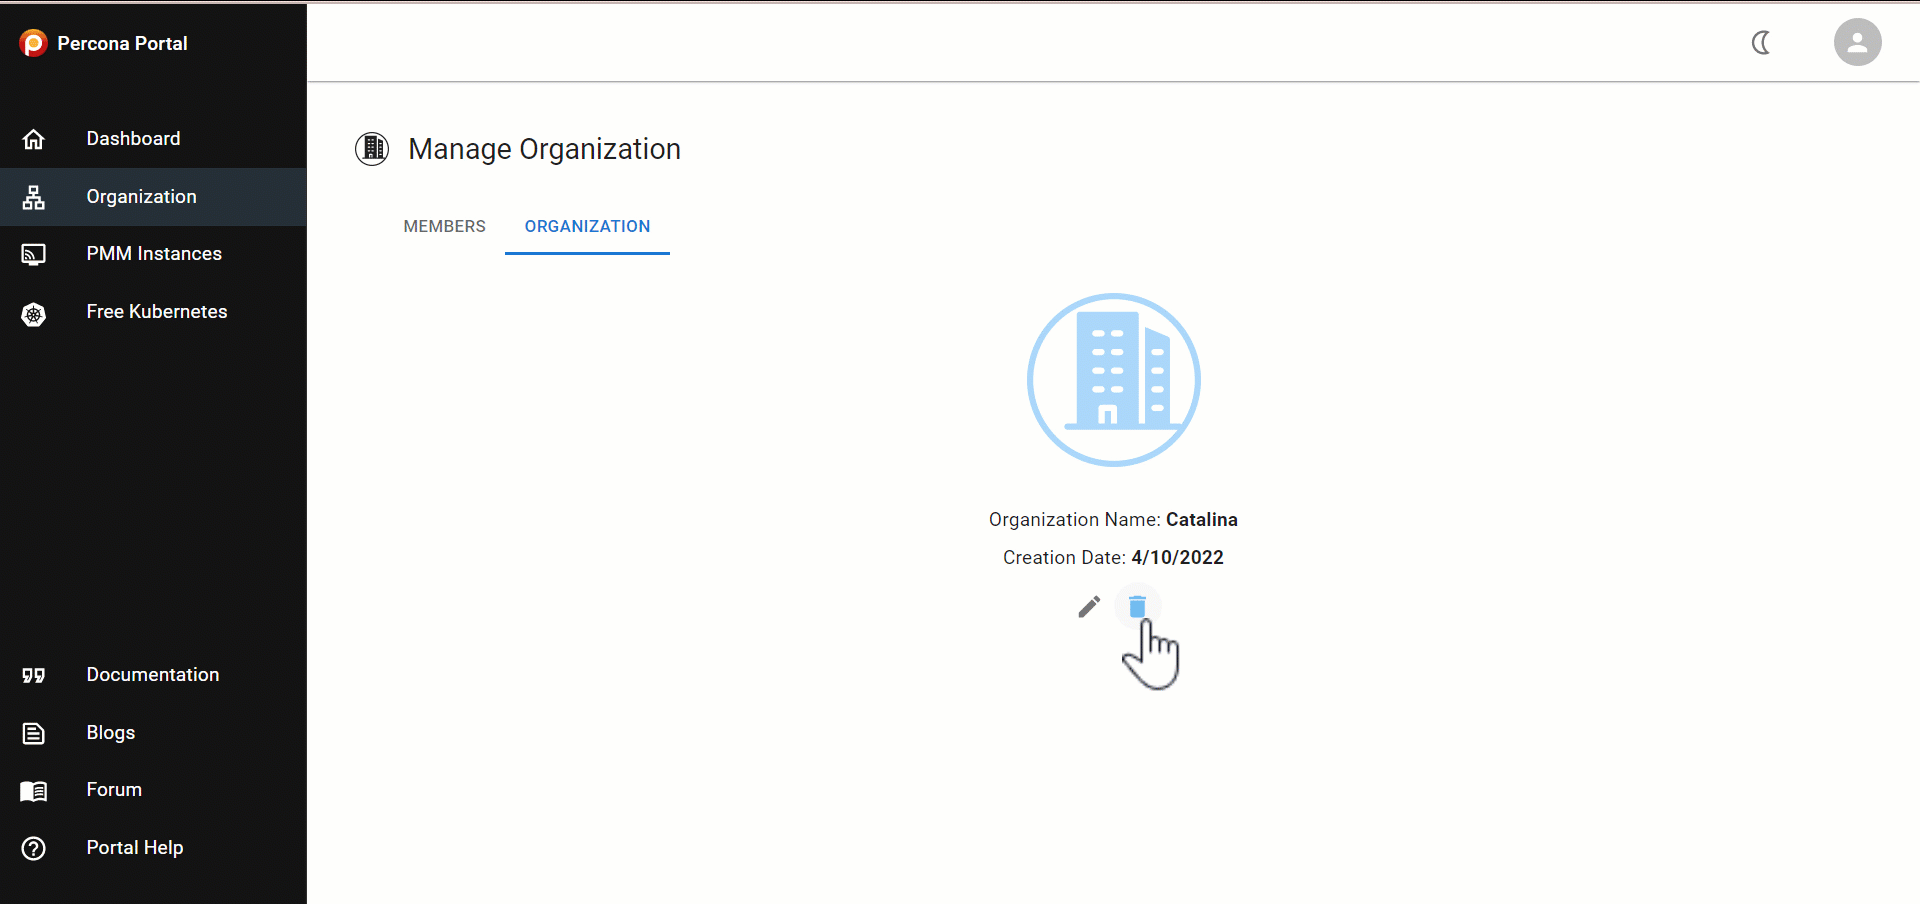 Percona Portal
Dashboard
Organization
PMM Instances
Free Kubernetes
Documentation
Blogs
Forum
Portal Help
Manage Organization
MEMBERS
ORGANIZATION
Organization Name: Catalina
Creation Date: 4/10/2022